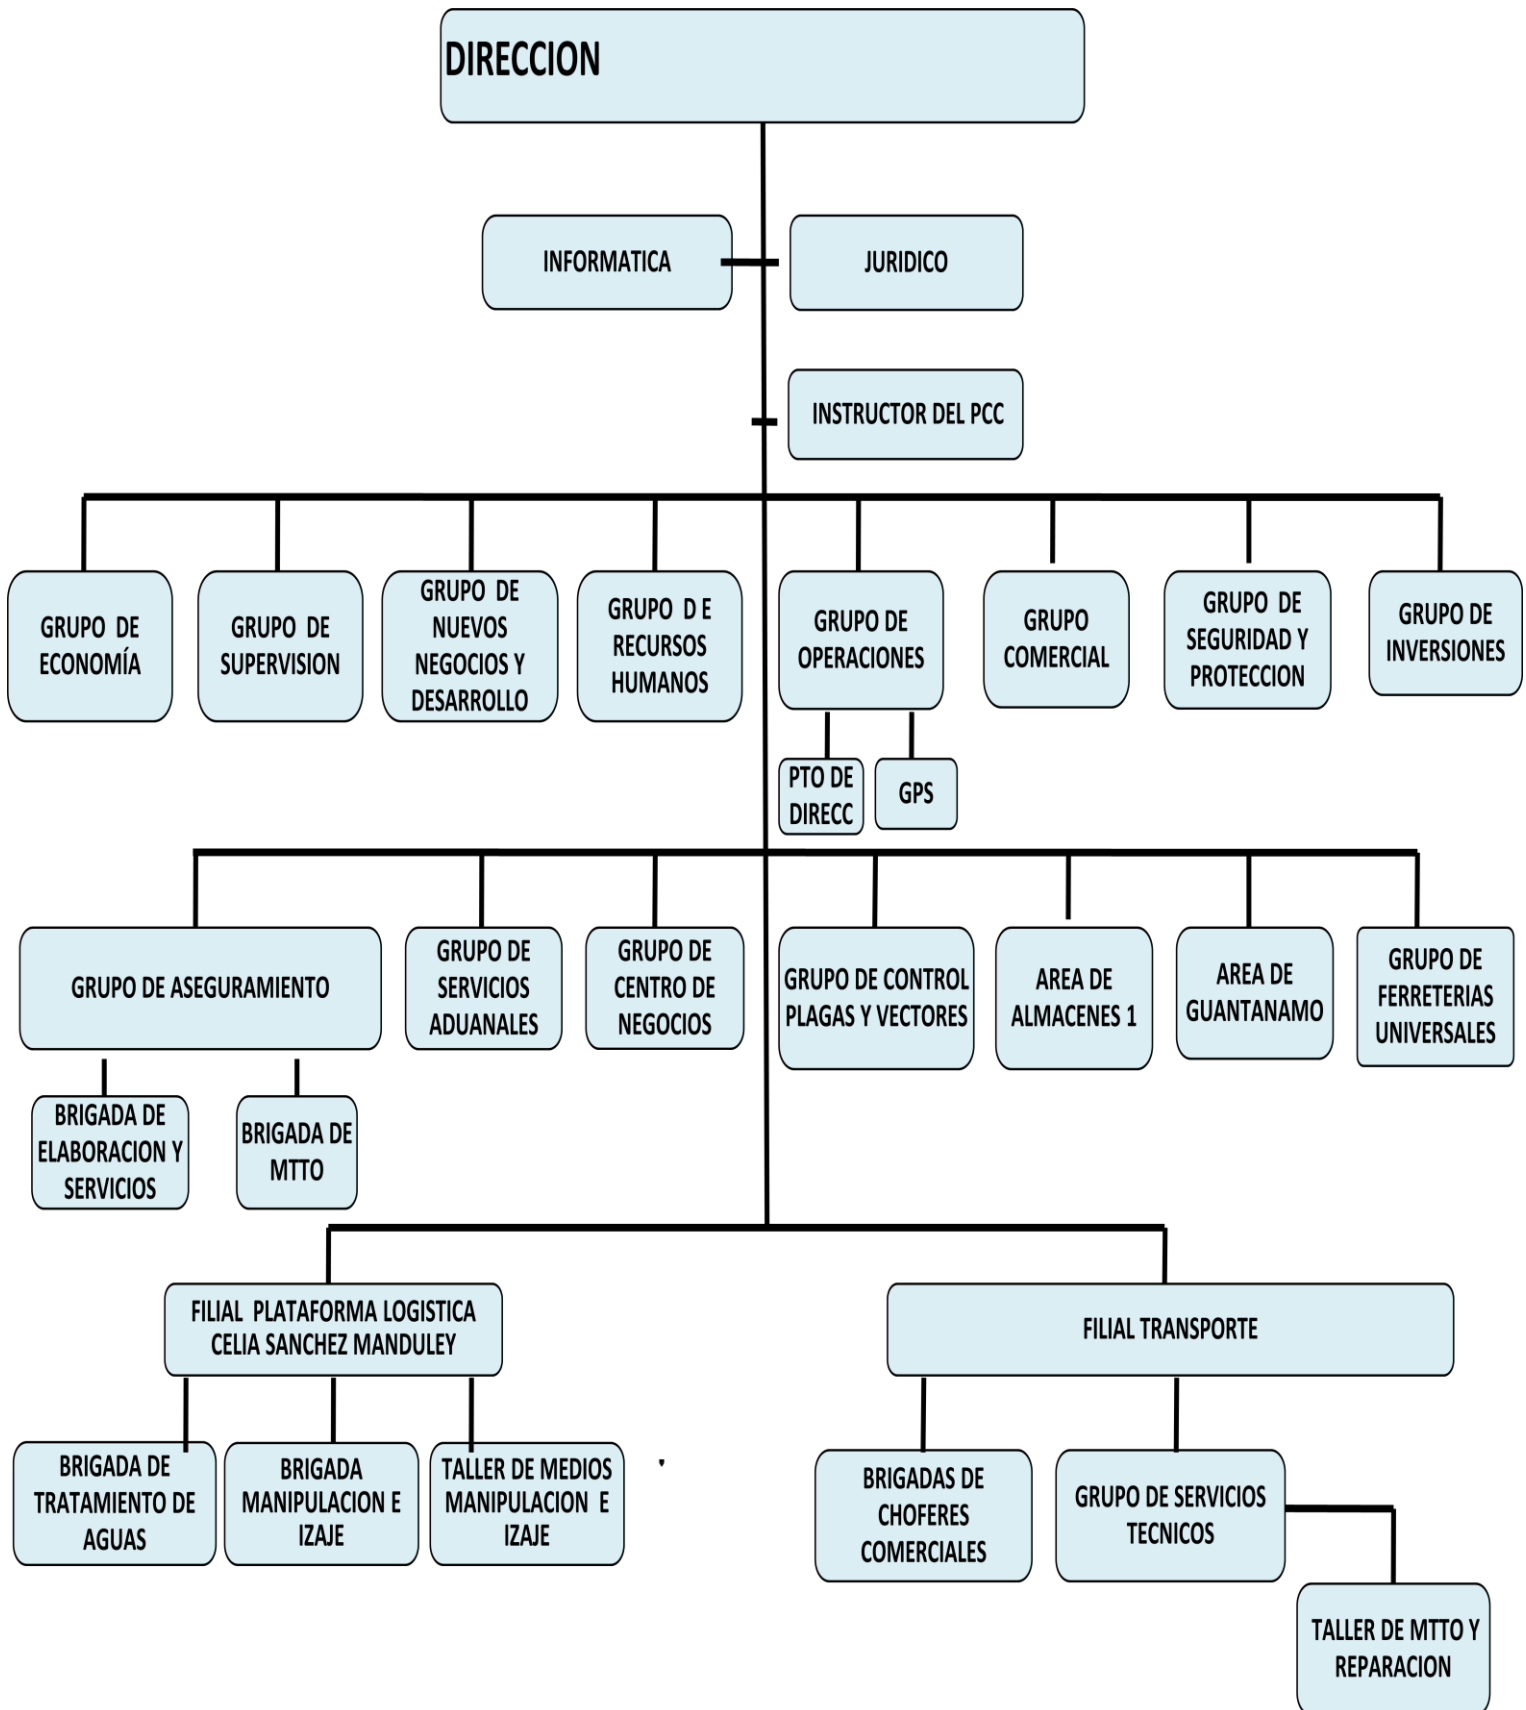 DIRECCION
INFORMATICA
JURIDICO
INSTRUCTOR DEL PCC
GRUPO DE
ECONOMÍA
GRUPO DE
SUPERVISION
GRUPO DE
NUEVOS
NEGOCIOS Y
DESARROLLO
GRUPO D E
RECURSOS
HUMANOS
GRUPO DE
OPERACIONES
GRUPO
COMERCIAL
GRUPO DE
SEGURIDAD Y
PROTECCION
GRUPO DE
INVERSIONES
PTO DE
DIRECC
GPS
GRUPO DE ASEGURAMIENTO
GRUPO DE
SERVICIOS
ADUANALES
GRUPO DE
CENTRO DE
NEGOCIOS
GRUPO DE CONTROL
PLAGAS Y VECTORES
AREA DE
ALMACENES 1
AREA DE
GUANTANAMO
GRUPO DE
FERRETERIAS
UNIVERSALES
BRIGADA DE
ELABORACION Y
SERVICIOS
BRIGADA DE
MTTO
FILIAL PLATAFORMA LOGISTICA
CELIA SANCHEZ MANDULEY
FILIAL TRANSPORTE
BRIGADA DE
TRATAMIENTO DE
AGUAS
BRIGADA
MANIPULACION E
IZAJE
TALLER DE MEDIOS
MANIPULACION E
IZAJE
BRIGADAS DE
CHOFERES
COMERCIALES
GRUPO DE SERVICIOS
TECNICOS
TALLER DE MTTO Y
REPARACION